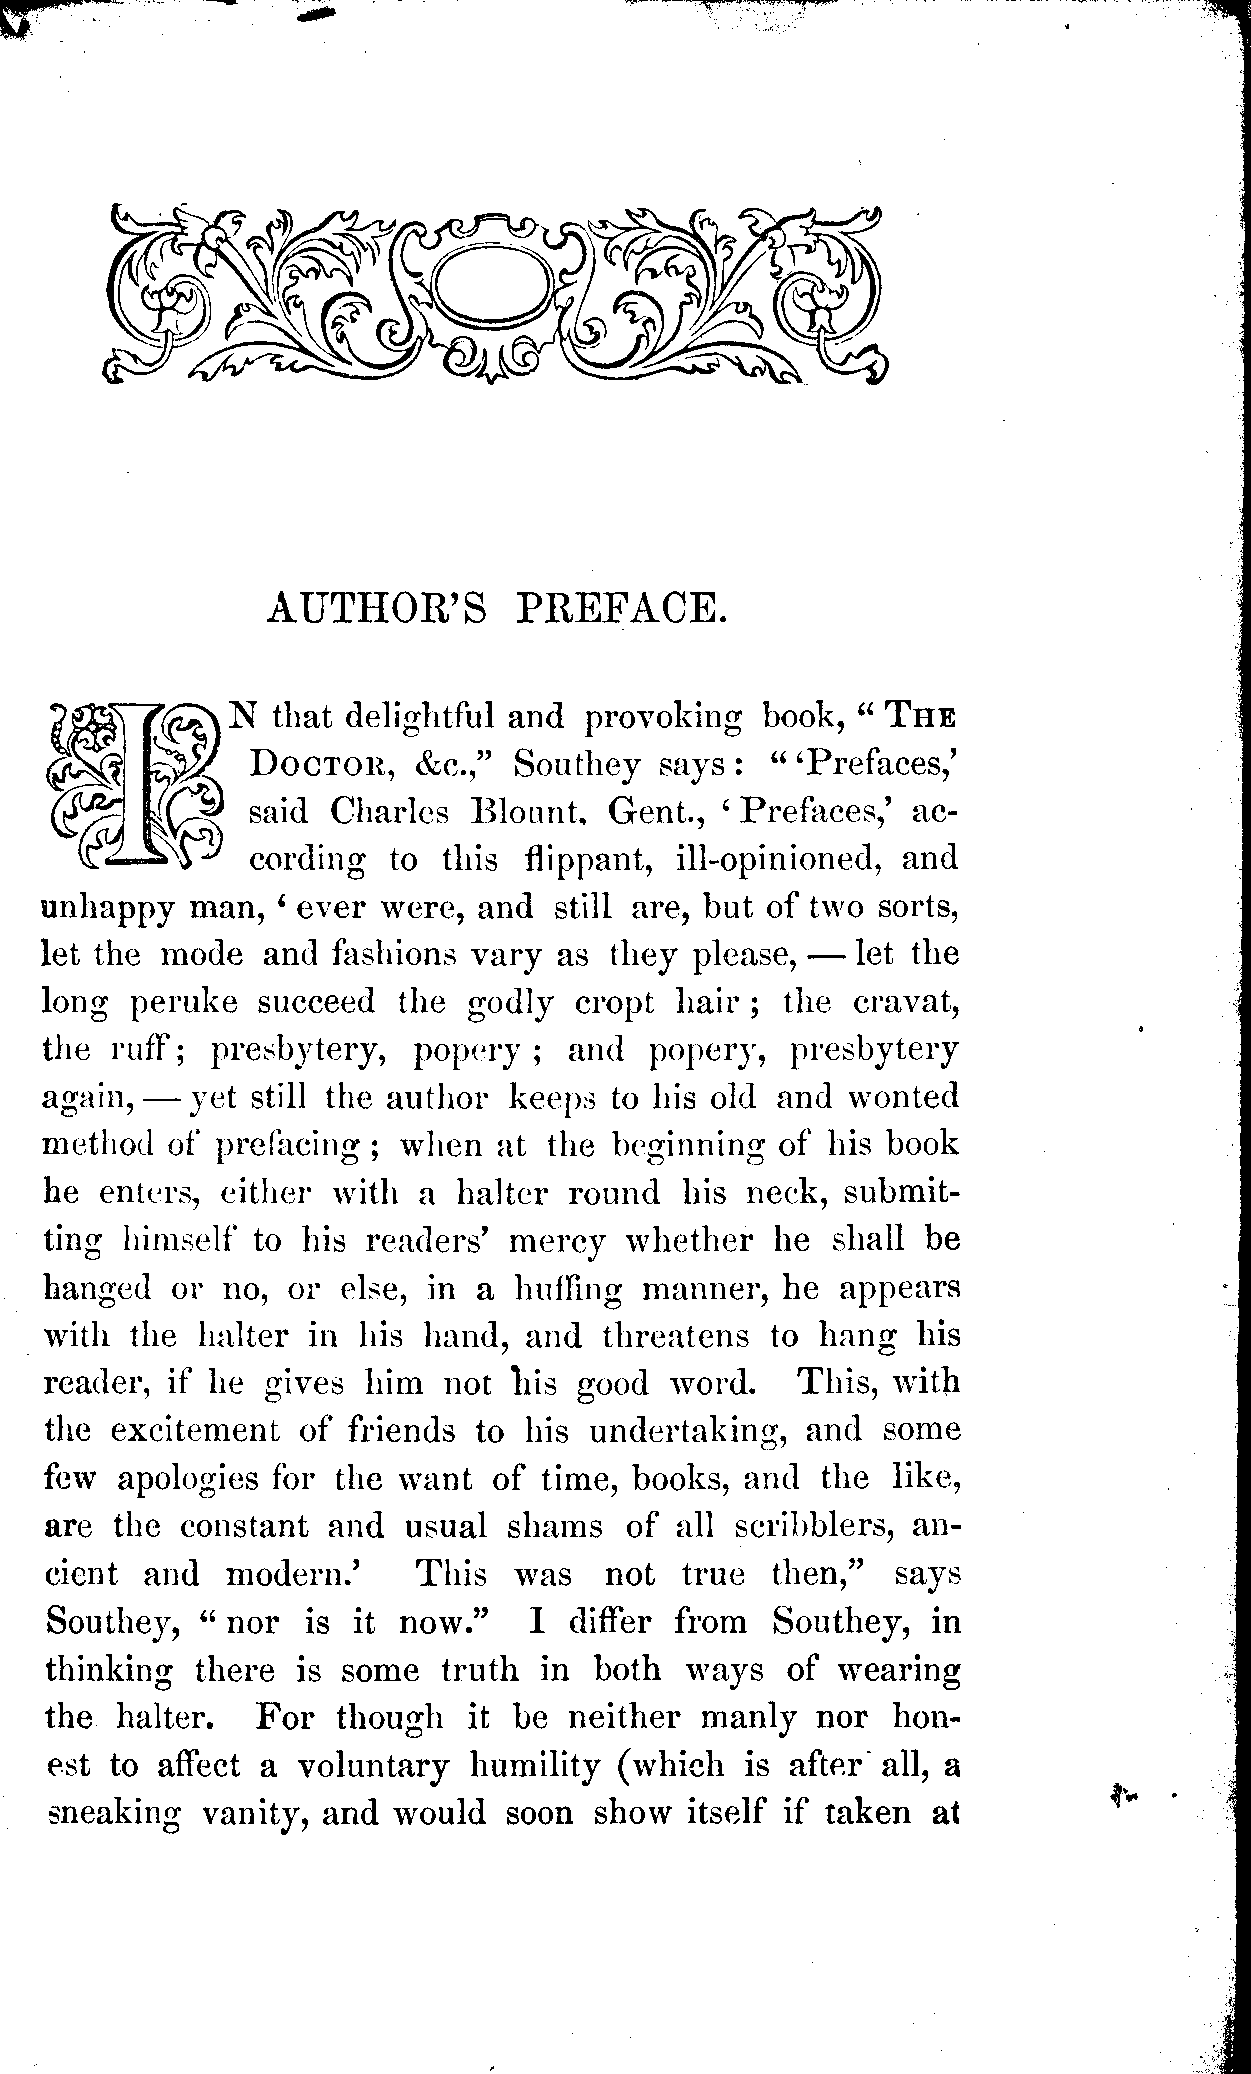 AUTHOR'S PREFACE.
IN that delightful and provoking book, “ THE
DOCTOR, &c.,” Southey says : “ ‘Prefaces,’
said Charles Blount, Gent., ‘ Prefaces,’ ac-
cording to this flippant, ill-opinioned, and
unhappy man, ‘ ever were, and still are, but of two sorts,
let the mode and fashions vary as they please, — let the
long peruke succeed the godly cropt hair ; the cravat,
the ruff ; presbytery, popery ; and popery, presbytery
again, — yet still the author keeps to his old and wonted
method of prefacing ; when at the beginning of his book
he enters, either with a halter round his neck, submit-
ting himself to his readers’ mercy whether he shall be
hanged or no, or else, in a huffing manner, he appears
with the halter in his hand, and threatens to hang his
reader, if he gives him not his good word. This, with
the excitement of friends to his undertaking, and some
few apologies for the want of time, books, and the like,
are the constant and usual shams of all scribblers, an-
cient and modern.’ This was not true then,” says
Southey, “ nor is it now.” I differ from Southey, in
thinking there is some truth in both ways of wearing
the halter. For though it be neither manly nor hon-
est to affect a voluntary humility (which is after all, a
sneaking vanity, and would soon show itself if taken at